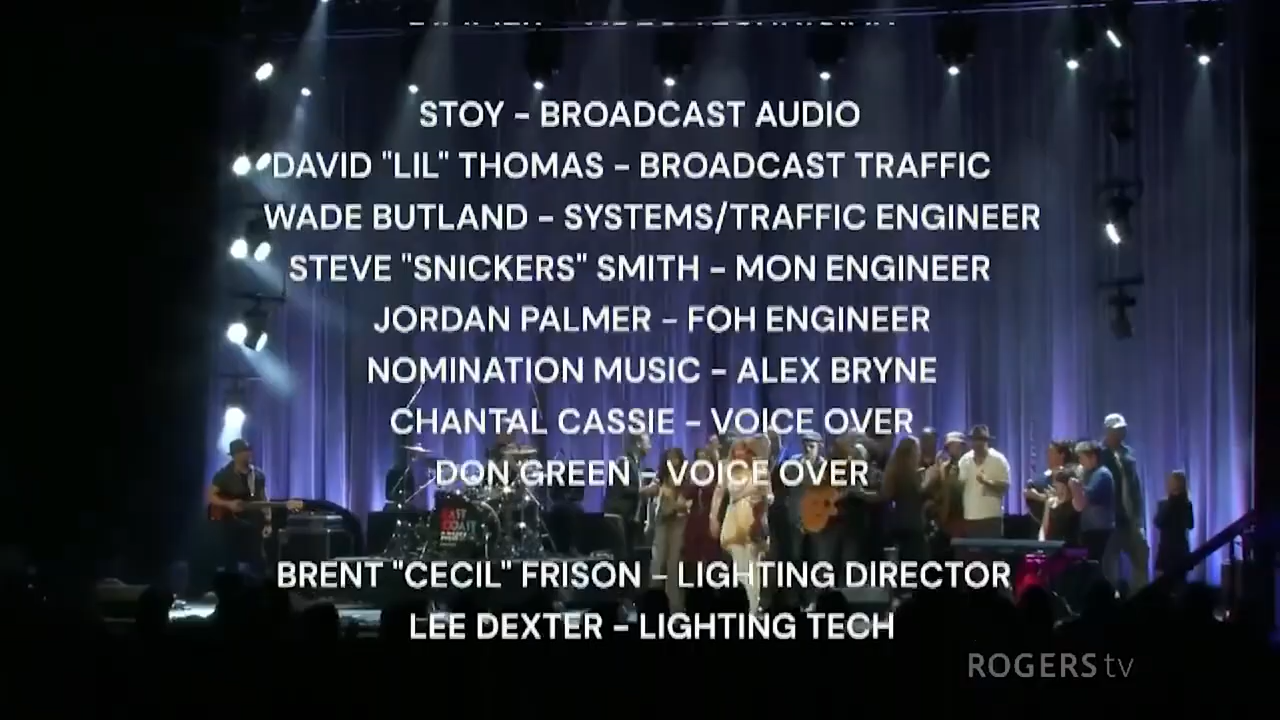 STOY – BROADCAST AUDIO
DAVID "LIL" THOMAS – BROADCAST TRAFFIC
WADE BUTLAND – SYSTEMS/TRAFFIC ENGINEER
STEVE "SNICKERS" SMITH – MON ENGINEER
JORDAN PALMER – FOH ENGINEER
NOMINATION MUSIC – ALEX BRYNE
CHANTAL CASSIE – VOICE OVER
DON GREEN – VOICE OVER
EAST
COAST
BRENT "CECIL" FRISON – LIGHTING DIRECTOR
LEE DEXTER – LIGHTING TECH
ROGERS tv